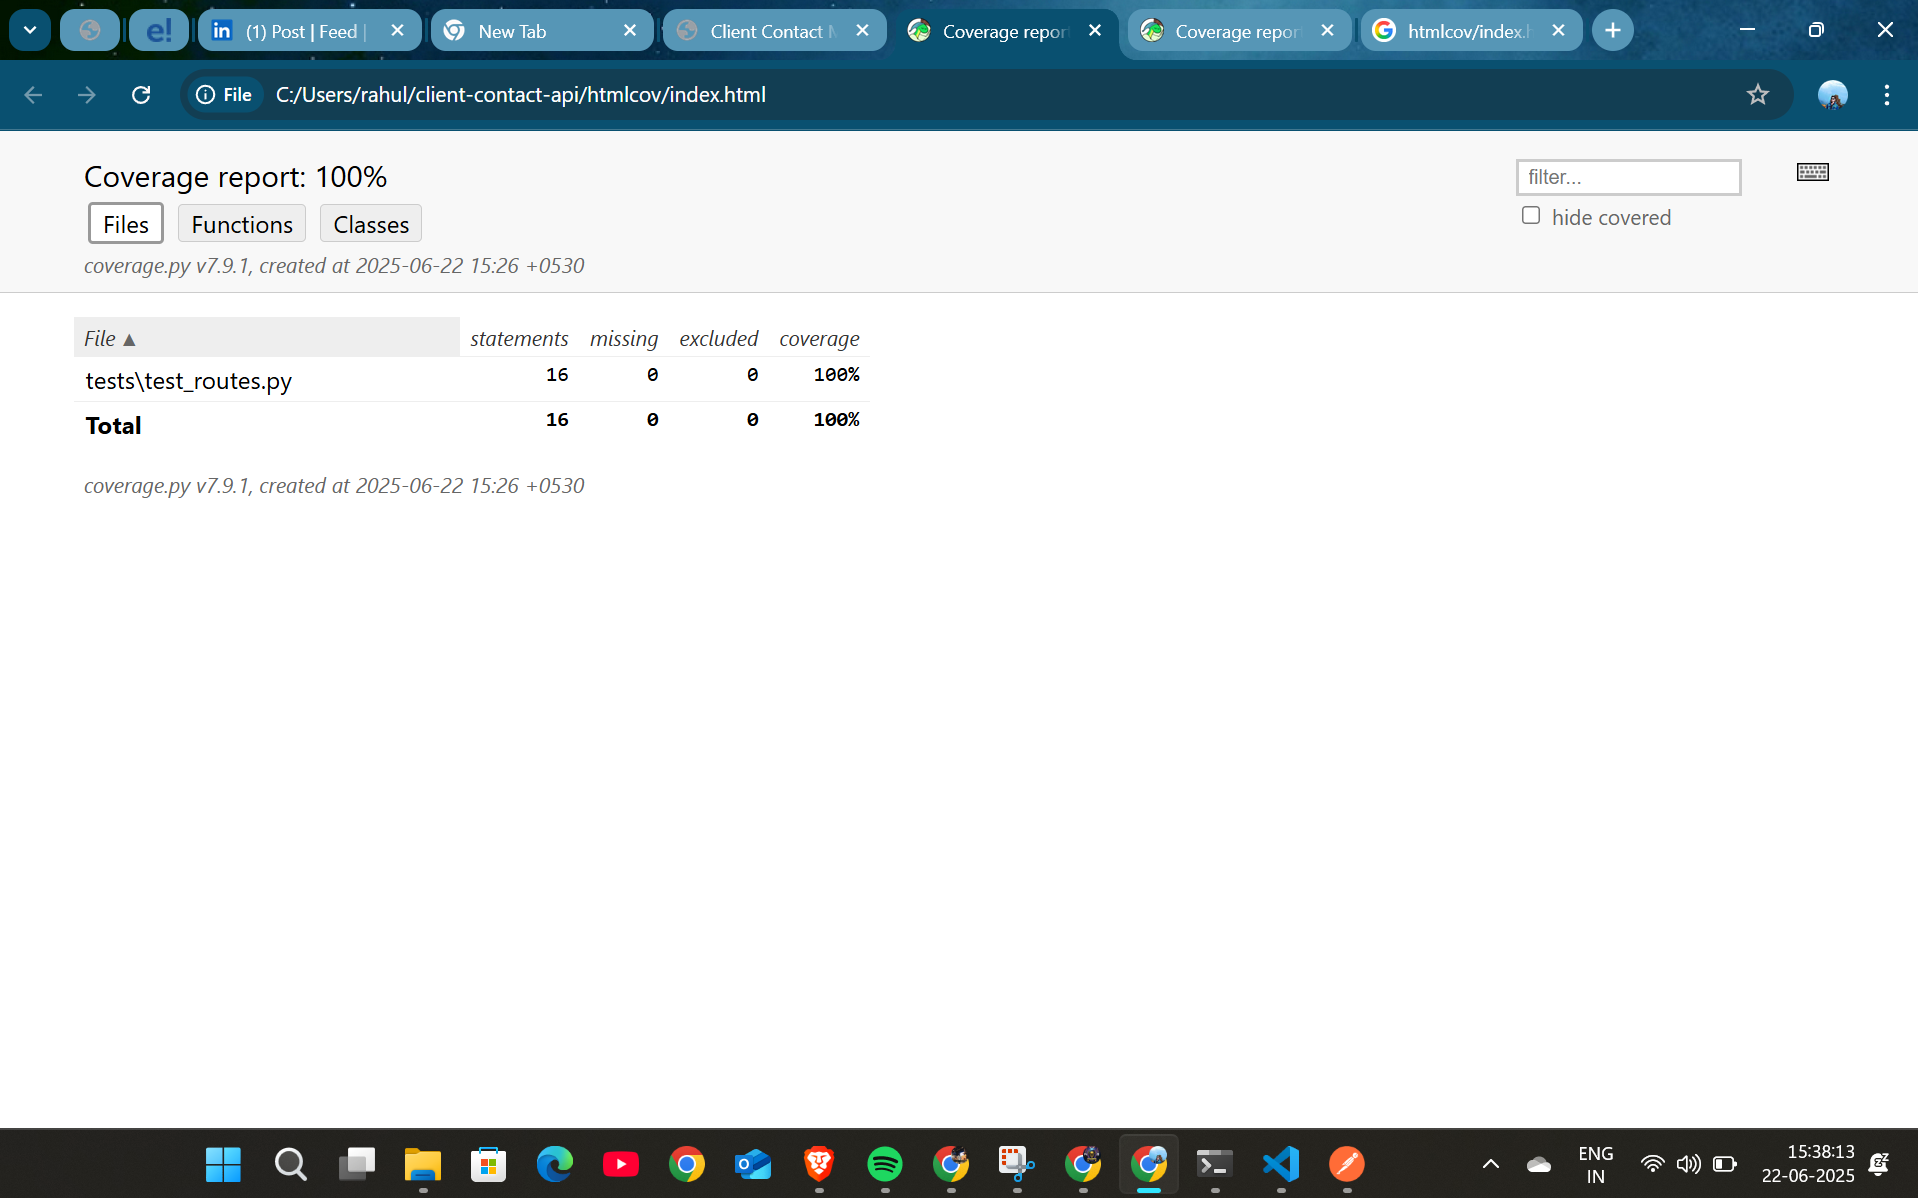 e!
(1) Post | Feed |
New Tab
Client Contact M
Coverage repor
Coverage repor
htmlcov/index.h
File
C:/Users/rahul/client-contact-api/htmlcov/index.html
Coverage report: 100%
filter...
Files Functions Classes
hide covered
coverage.py v7.9.1, created at 2025-06-22 15:26 +0530
File ▲ statements missing excluded coverage
tests\test_routes.py 16 0 0 100%
Total 16 0 0 100%
coverage.py v7.9.1, created at 2025-06-22 15:26 +0530
ENG
IN
15:38:13
22-06-2025